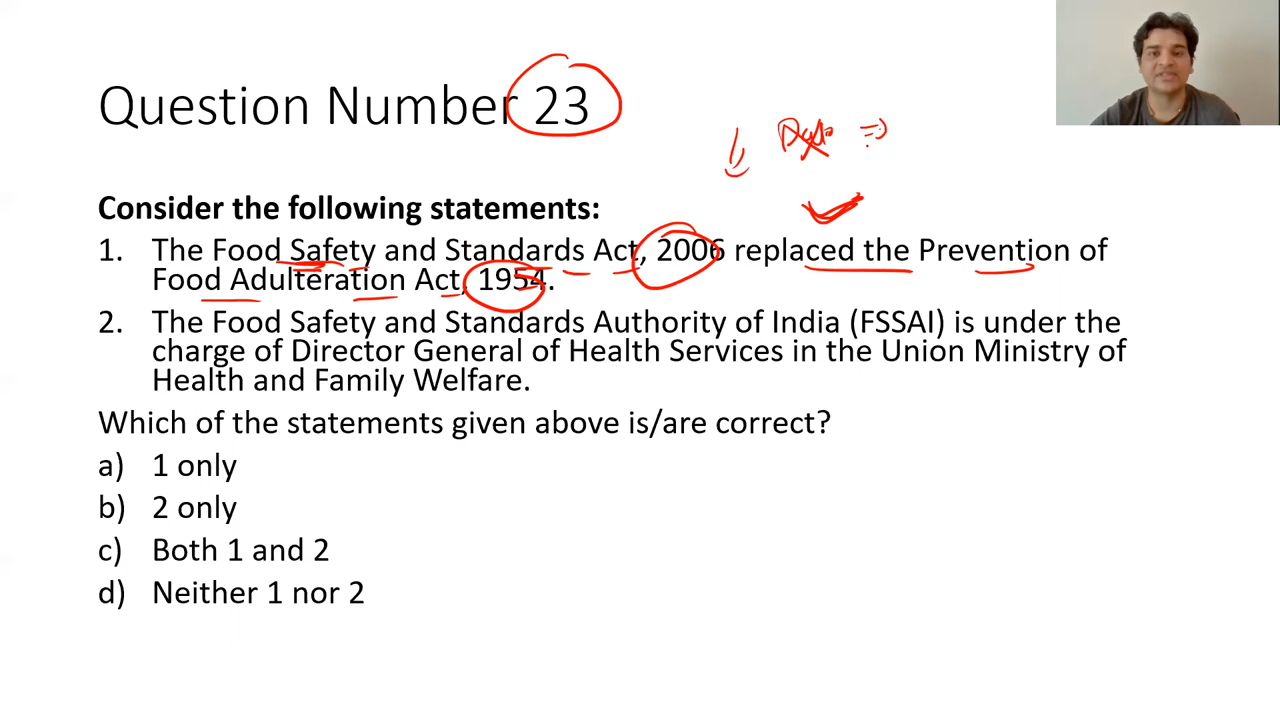 Question Number 23
Consider the following statements:
1. The Food Safety and Standards Act, 2006 replaced the Prevention of
Food Adulteration Act, 1954.
2. The Food Safety and Standards Authority of India (FSSAI) is under the
charge of Director General of Health Services in the Union Ministry of
Health and Family Welfare.
Which of the statements given above is/are correct?
a) 1 only
b) 2 only
c) Both 1 and 2
d) Neither 1 nor 2